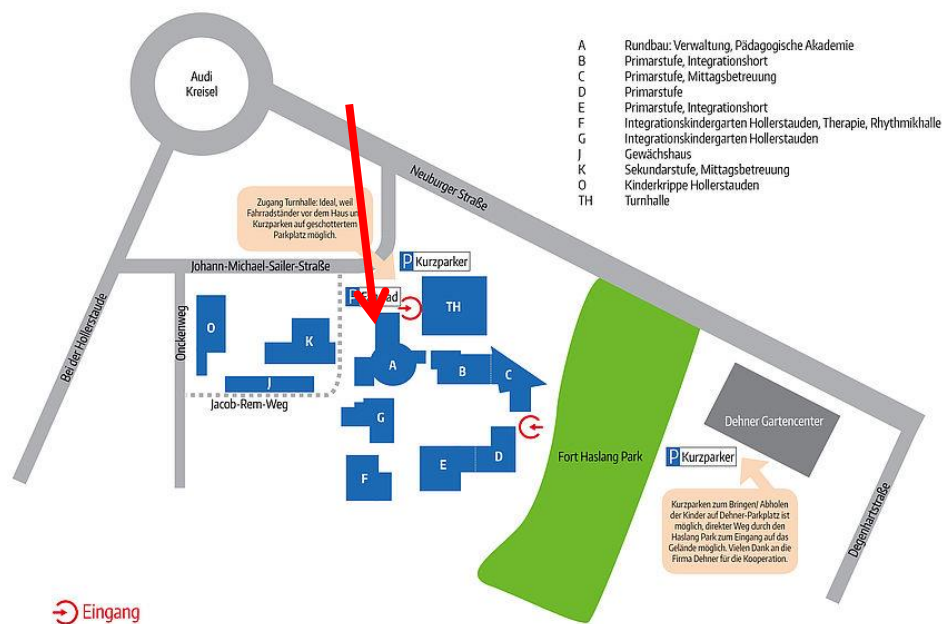 Audi
Kreisel
A Rundbau: Verwaltung, Pädagogische Akademie
B Primarstufe, Integrationshort
C Primarstufe, Mittagsbetreuung
D Primarstufe
E Primarstufe, Integrationshort
F Integrationskindergarten Hollerstauden, Therapie, Rhythmikhalle
G Integrationskindergarten Hollerstauden
J Gewächshaus
K Sekundarstufe, Mittagsbetreuung
O Kinderkrippe Hollerstauden
TH Turnhalle
Neuburger Straße
Zugang Turnhalle: Ideal, weil
Fahrradständer vor dem Haus un
Kurzparken auf geschottertem
Parkplatz möglich.
Johann-Michael-Sailer-Straße
P Kurzparker
P
Bei der Hollerstaude
Onckenweg
O
K
TH
A
B
C
J
Jacob-Rem-Weg
G
F
E
D
Fort Haslang Park
Dehner Gartencenter
P Kurzparker
Degenhartstraße
Kurzparken zum Bringen/ Abholen
der Kinder auf Dehner-Parkplatz ist
möglich, direkter Weg durch den
Haslang Park zum Eingang auf das
Gelände möglich. Vielen Dank an die
Firma Dehner für die Kooperation.
Eingang